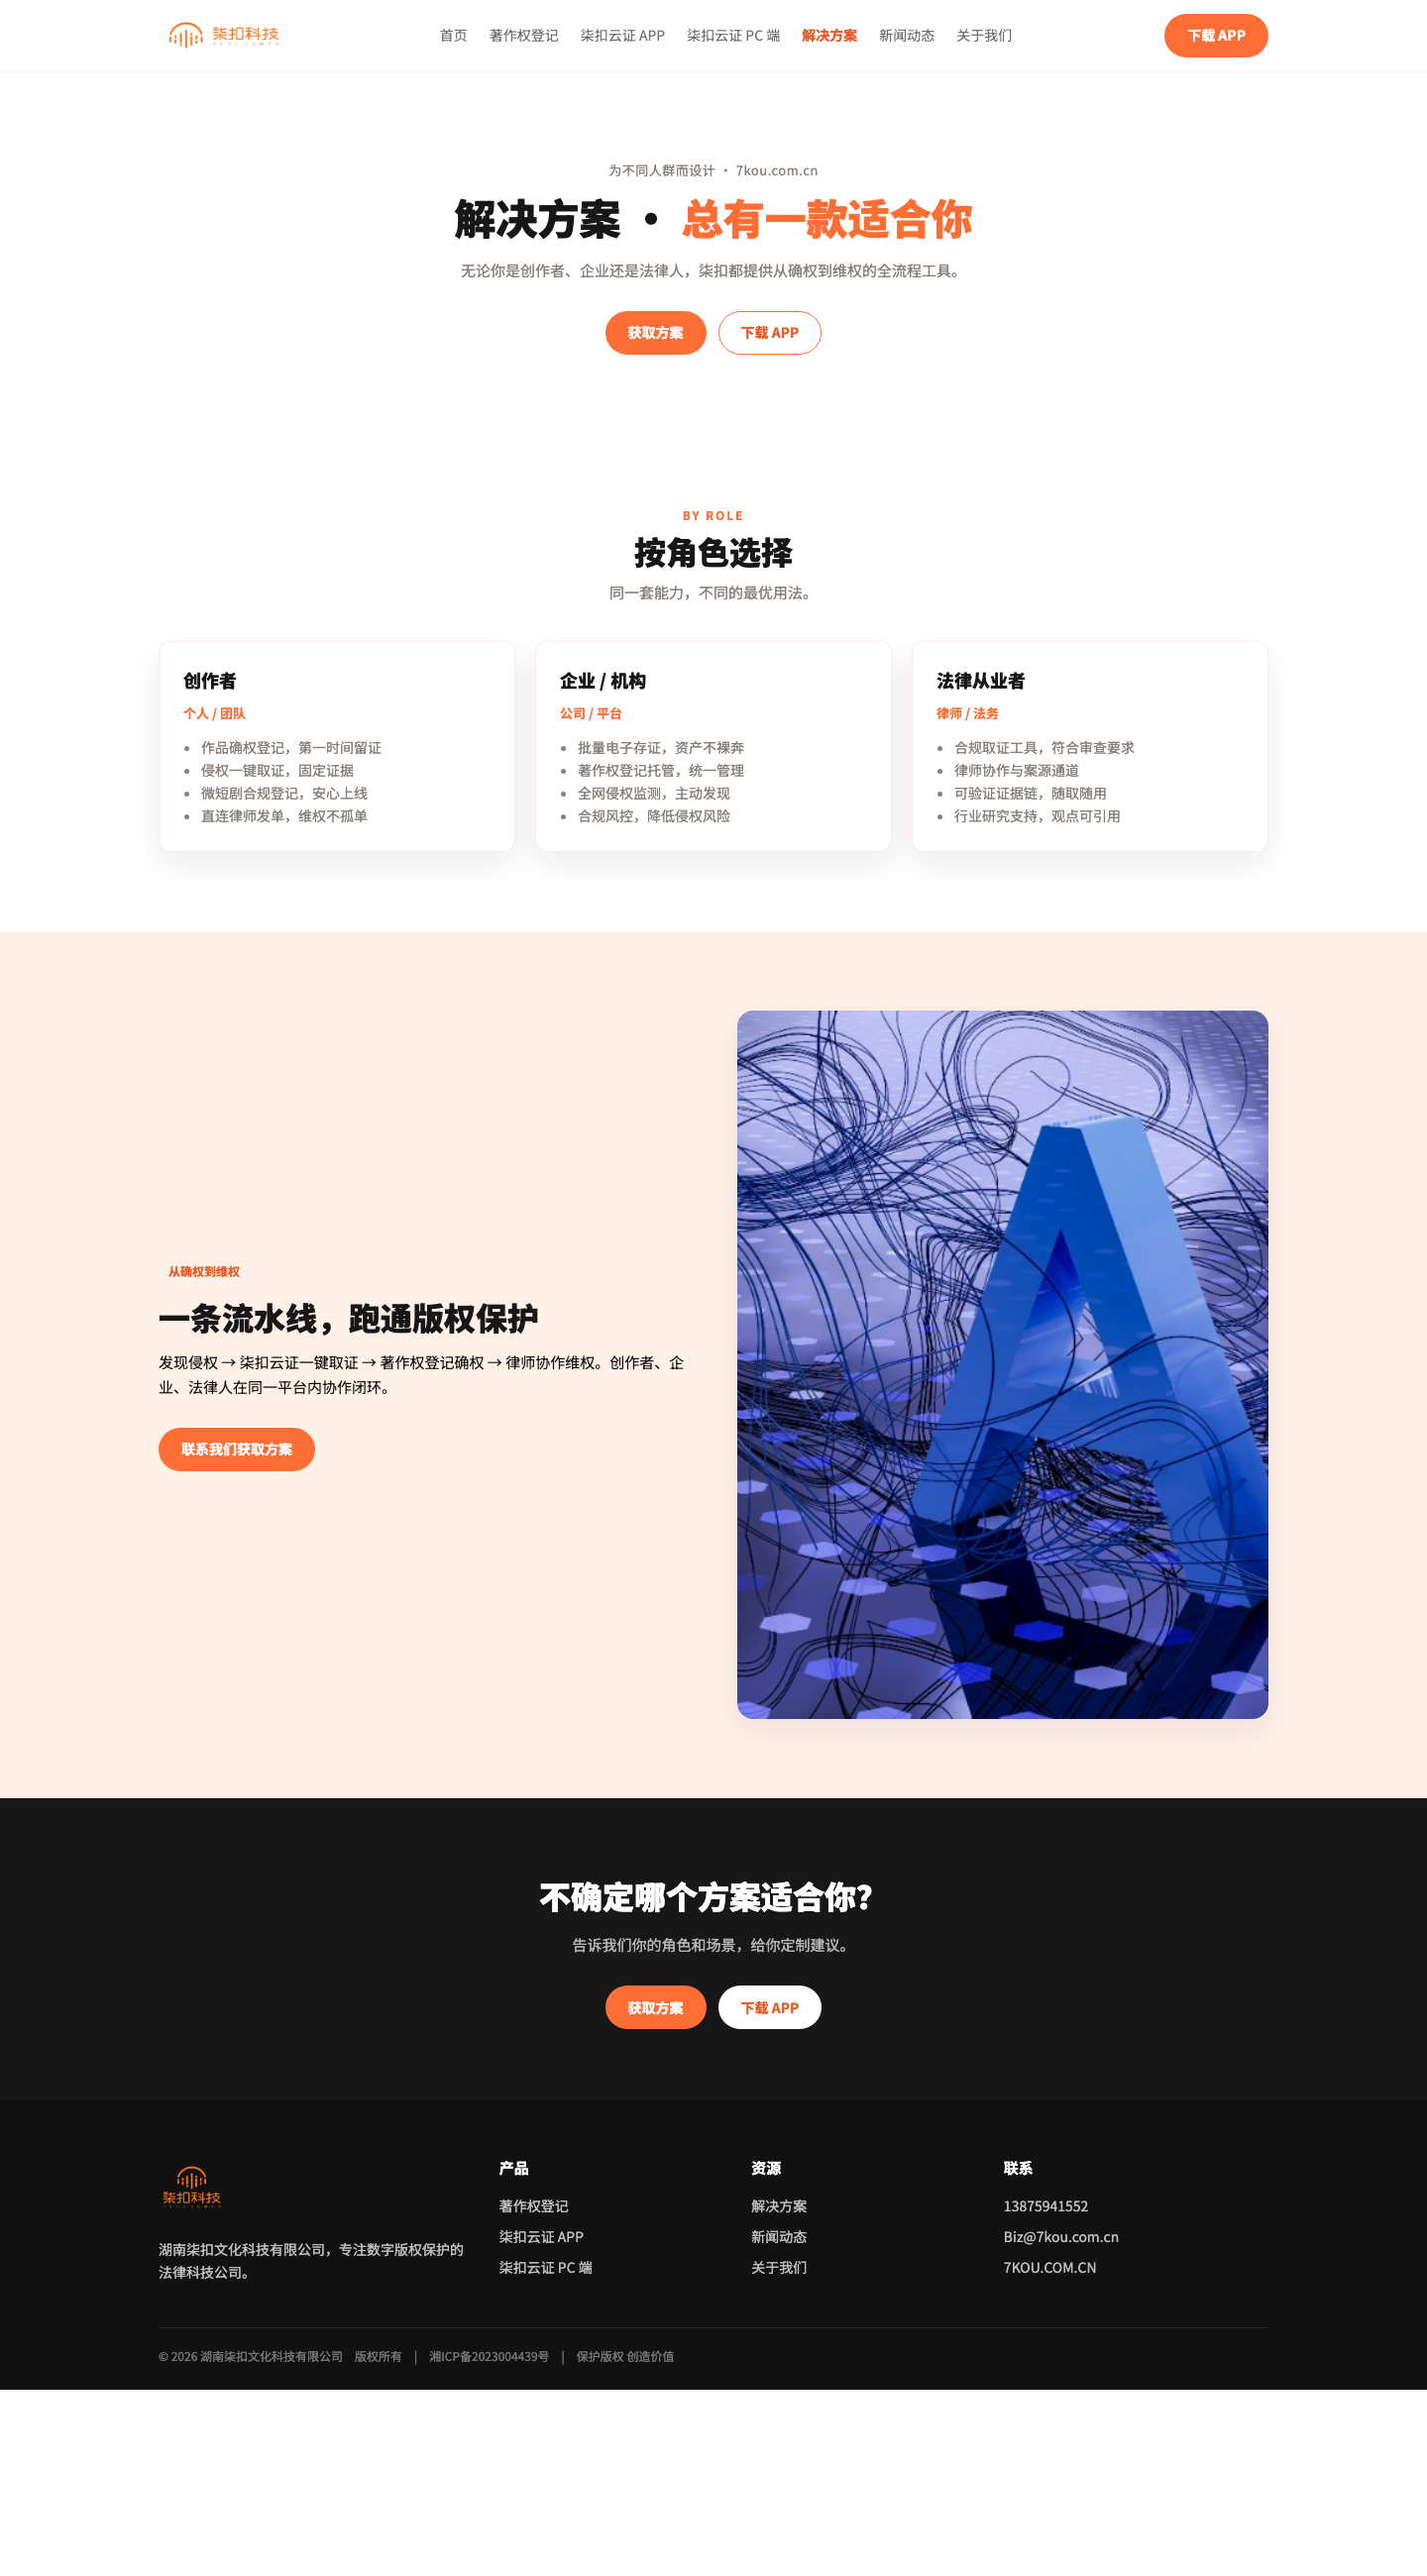 柒扣科技
首页 著作权登记 柒扣云证 APP 柒扣云证 PC 端 解决方案 新闻动态 关于我们
下载 APP
为不同人群而设计 · 7kou.com.cn
解决方案 · 总有一款适合你
无论你是创作者、企业还是法律人，柒扣都提供从确权到维权的全流程工具。
获取方案 下载 APP
BY ROLE
按角色选择
同一套能力，不同的最优用法。
创作者
个人 / 团队
作品确权登记，第一时间留证
侵权一键取证，固定证据
微短剧合规登记，安心上线
直连律师发单，维权不孤单
企业 / 机构
公司 / 平台
批量电子存证，资产不裸奔
著作权登记托管，统一管理
全网侵权监测，主动发现
合规风控，降低侵权风险
法律从业者
律师 / 法务
合规取证工具，符合审查要求
律师协作与案源通道
可验证证据链，随取随用
行业研究支持，观点可引用
从确权到维权
一条流水线，跑通版权保护
发现侵权 → 柒扣云证一键取证 → 著作权登记确权 → 律师协作维权。创作者、企
业、法律人在同一平台内协作闭环。
联系我们获取方案
不确定哪个方案适合你?
告诉我们你的角色和场景，给你定制建议。
获取方案 下载 APP
柒扣科技
湖南柒扣文化科技有限公司，专注数字版权保护的
法律科技公司。
产品
著作权登记
柒扣云证 APP
柒扣云证 PC 端
资源
解决方案
新闻动态
关于我们
联系
13875941552
Biz@7kou.com.cn
7KOU.COM.CN
© 2026 湖南柒扣文化科技有限公司 版权所有 | 湘ICP备2023004439号 | 保护版权 创造价值